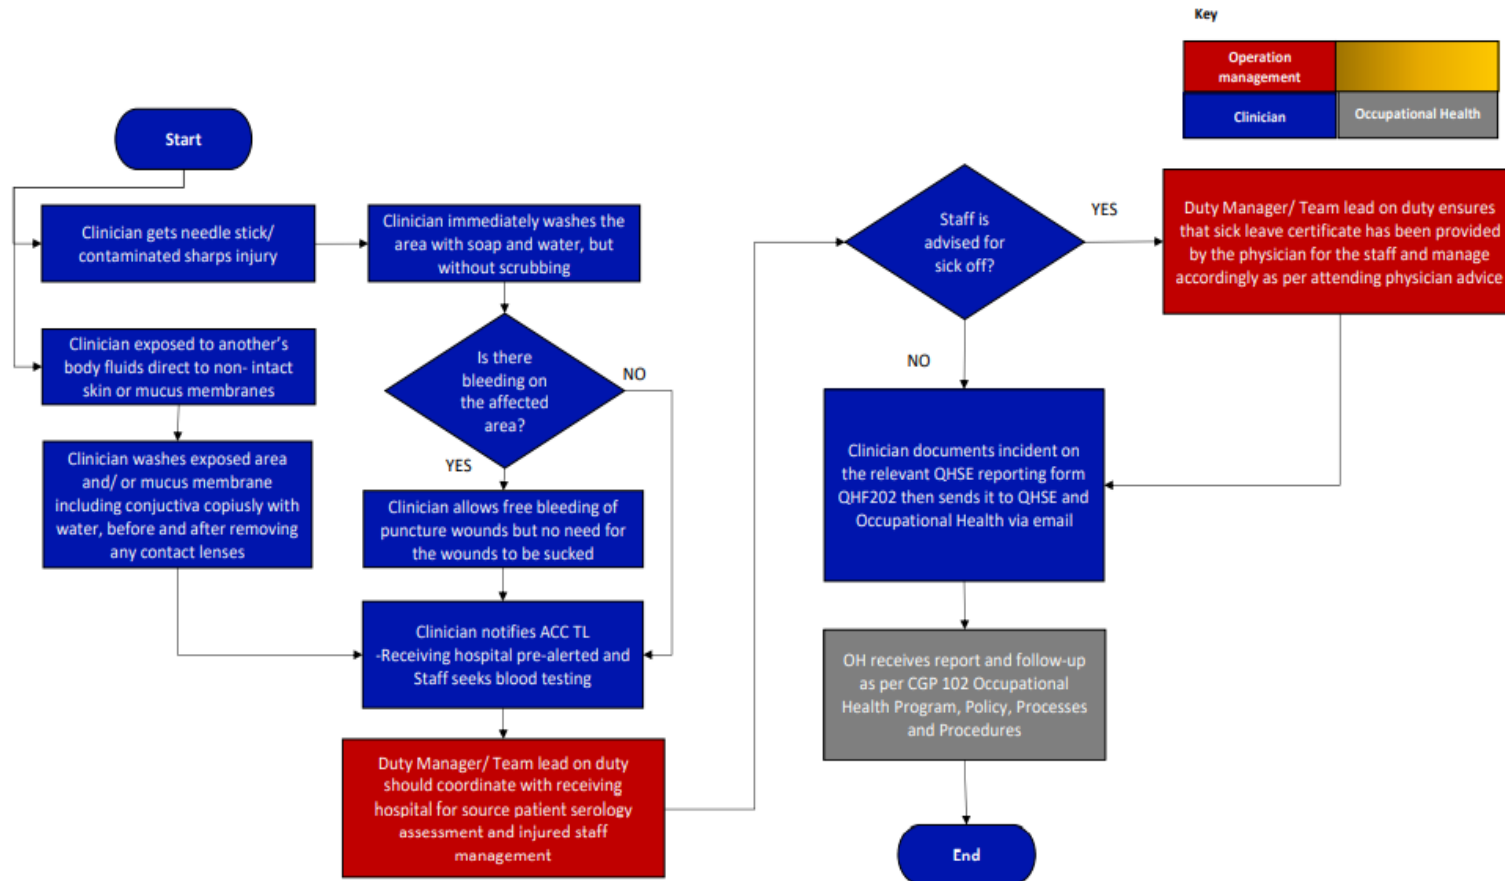 Key
Operation
management
Clinician
Occupational Health
Start
Clinician gets needle stick/
contaminated sharps injury
Clinician immediately washes the
area with soap and water, but
without scrubbing
Clinician exposed to another's
body fluids direct to non- intact
skin or mucus membranes
Clinician washes exposed area
and/ or mucus membrane
including conjuctiva copiusly with
water, before and after removing
any contact lenses
Is there
bleeding on
the affected
area?
NO
YES
Clinician allows free bleeding of
puncture wounds but no need for
the wounds to be sucked
Clinician notifies ACC TL
-Receiving hospital pre-alerted and
Staff seeks blood testing
Duty Manager/ Team lead on duty
should coordinate with receiving
hospital for source patient serology
assessment and injured staff
management
Staff is
advised for
sick off?
YES
Duty Manager/ Team lead on duty ensures
that sick leave certificate has been provided
by the physician for the staff and manage
accordingly as per attending physician advice
NO
Clinician documents incident on
the relevant QHSE reporting form
QHF202 then sends it to QHSE and
Occupational Health via email
OH receives report and follow-up
as per CGP 102 Occupational
Health Program, Policy, Processes
and Procedures
End